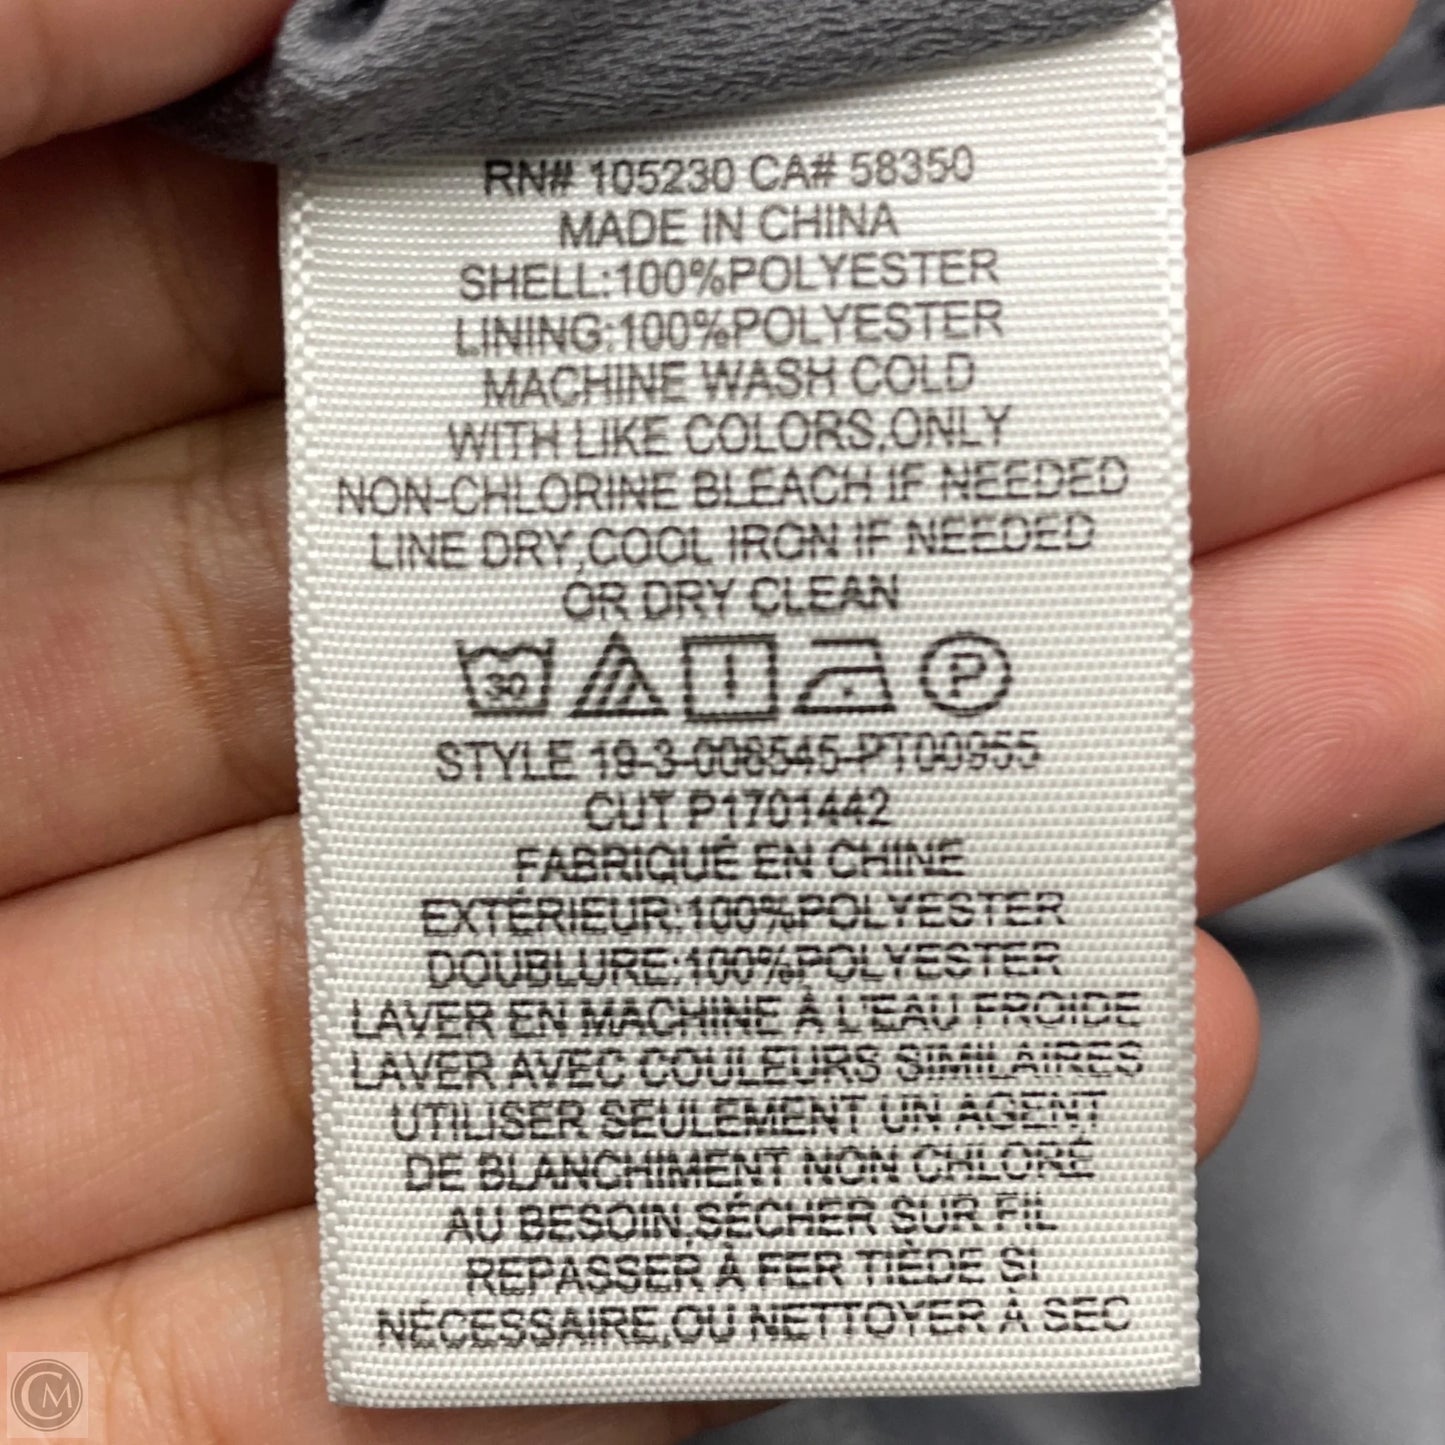 RN# 105230 CA# 58350
MADE IN CHINA
SHELL:100%POLYESTER
LINING:100%POLYESTER
MACHINE WASH COLD
WITH LIKE COLORS,ONLY
NON-CHLORINE BLEACH IF NEEDED
LINE DRY,COOL IRON IF NEEDED
OR DRY CLEAN
30 P
STYLE 19-3-008545-PT00955
CUT P1701442
FABRIQUÉ EN CHINE
EXTÉRIEUR:100%POLYESTER
DOUBLURE:100%POLYESTER
LAVER EN MACHINE À L'EAU FROIDE
LAVER AVEC COULEURS SIMILAIRES
UTILISER SEULEMENT UN AGENT
DE BLANCHIMENT NON CHLORÉ
AU BESOIN,SÉCHER SUR FIL
REPASSER À FER TIÈDE SI
NÉCESSAIRE,OU NETTOYER À SEC
CM